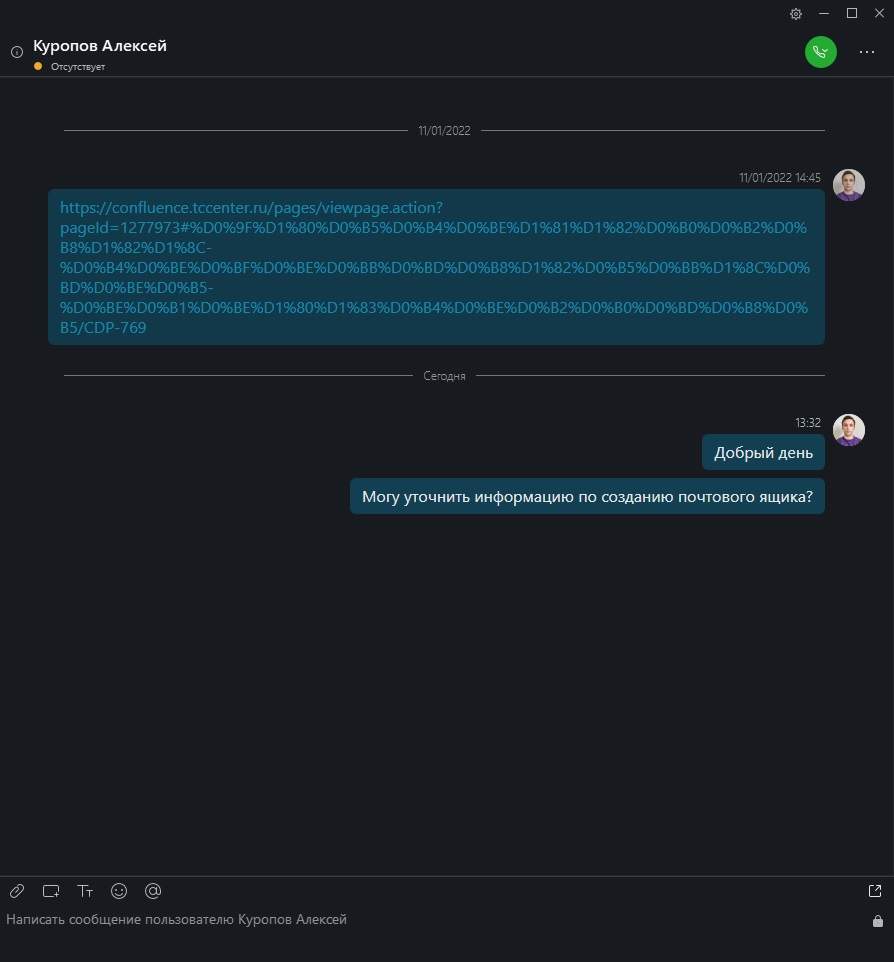 Куропов Алексей
Отсутствует
11/01/2022
11/01/2022 14:45
https://confluence.tccenter.ru/pages/viewpage.action?
pageId=1277973#%D0%9F%D1%80%D0%B5%D0%B4%D0%BE%D1%81%D1%82%D0%B0%D0%B2%D0%
B8%D1%82%D1%8C-
%D0%B4%D0%BE%D0%BF%D0%BE%D0%BB%D0%BD%D0%B8%D1%82%D0%B5%D0%BB%D1%8C%D0%
BD%D0%BE%D0%B5-
%D0%BE%D0%B1%D0%BE%D1%80%D1%83%D0%B4%D0%BE%D0%B2%D0%B0%D0%BD%D0%B8%D0%
B5/CDP-769
Сегодня
13:32
Добрый день
Могу уточнить информацию по созданию почтового ящика?
Написать сообщение пользователю Куропов Алексей